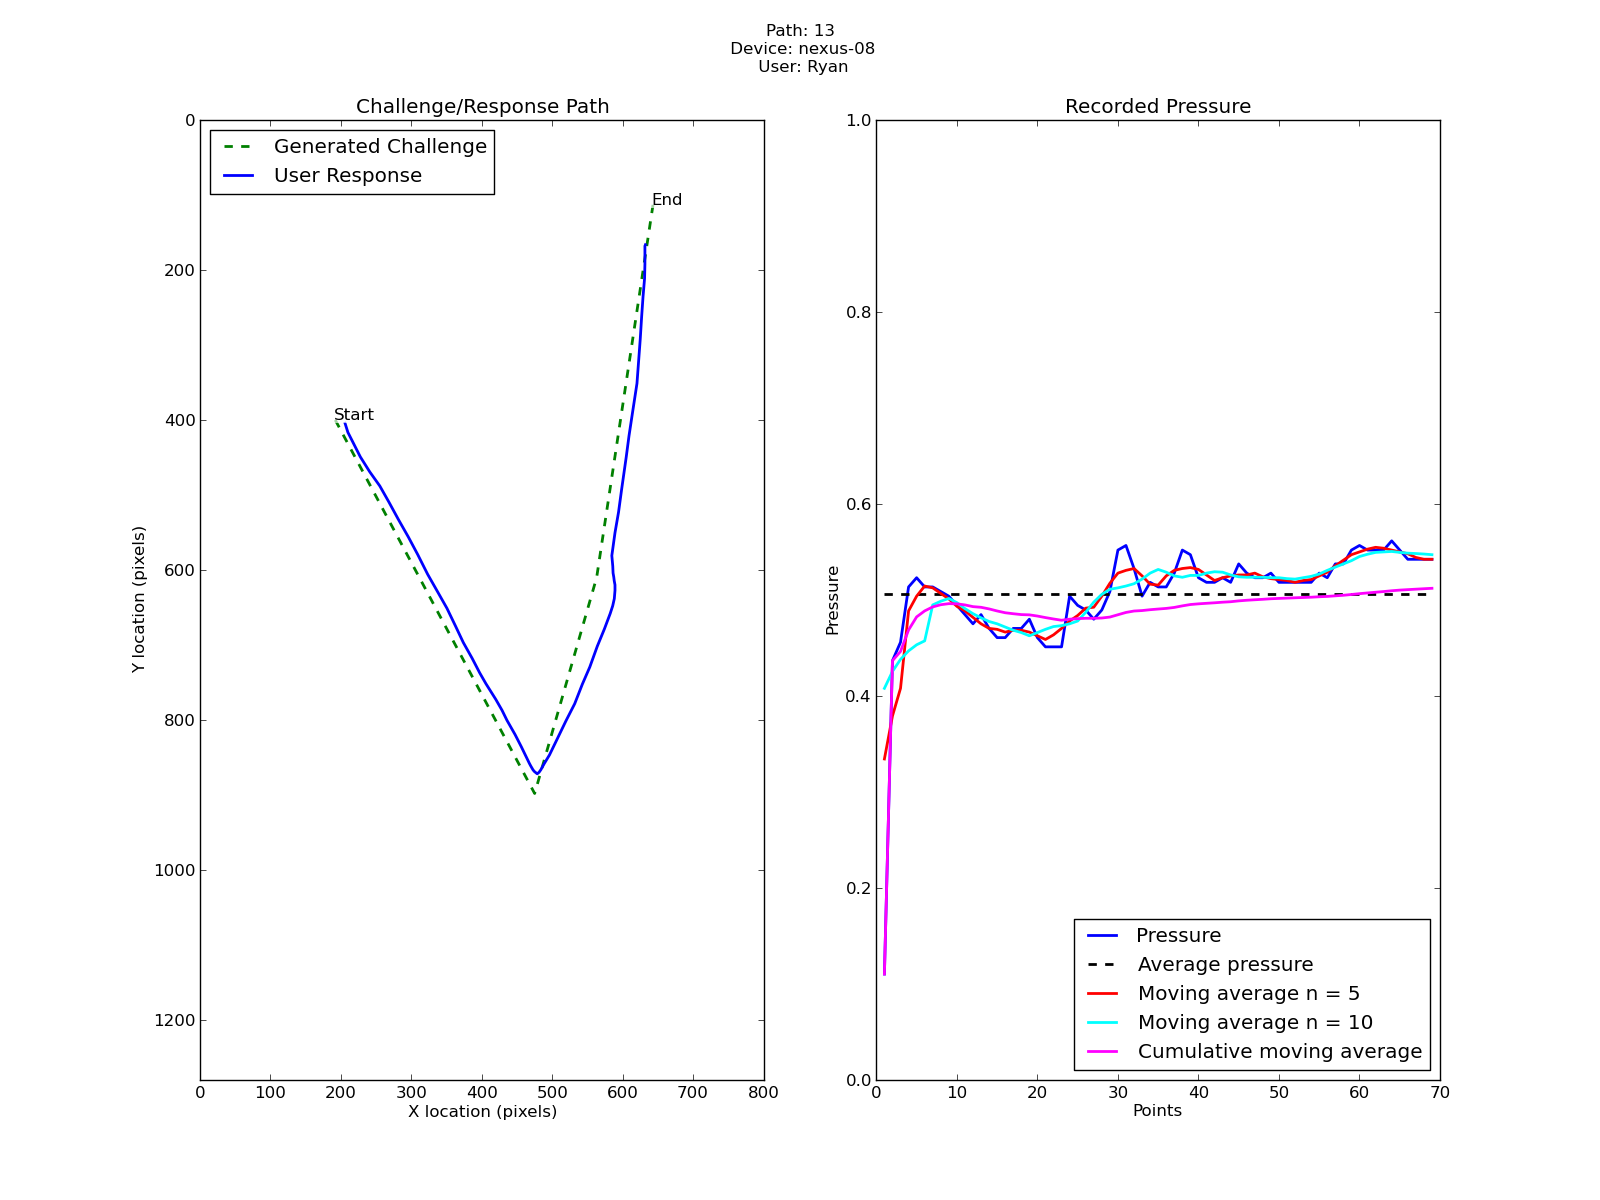 Path: 13
Device: nexus-08
User: Ryan
Challenge/Response Path
Generated Challenge
User Response
Start
End
0
200
400
600
800
1000
1200
Y location (pixels)
0 100 200 300 400 500 600 700 800
X location (pixels)
Recorded Pressure
1.0
0.8
0.6
0.4
0.2
0.0
Pressure
Pressure
Average pressure
Moving average n = 5
Moving average n = 10
Cumulative moving average
0 10 20 30 40 50 60 70
Points